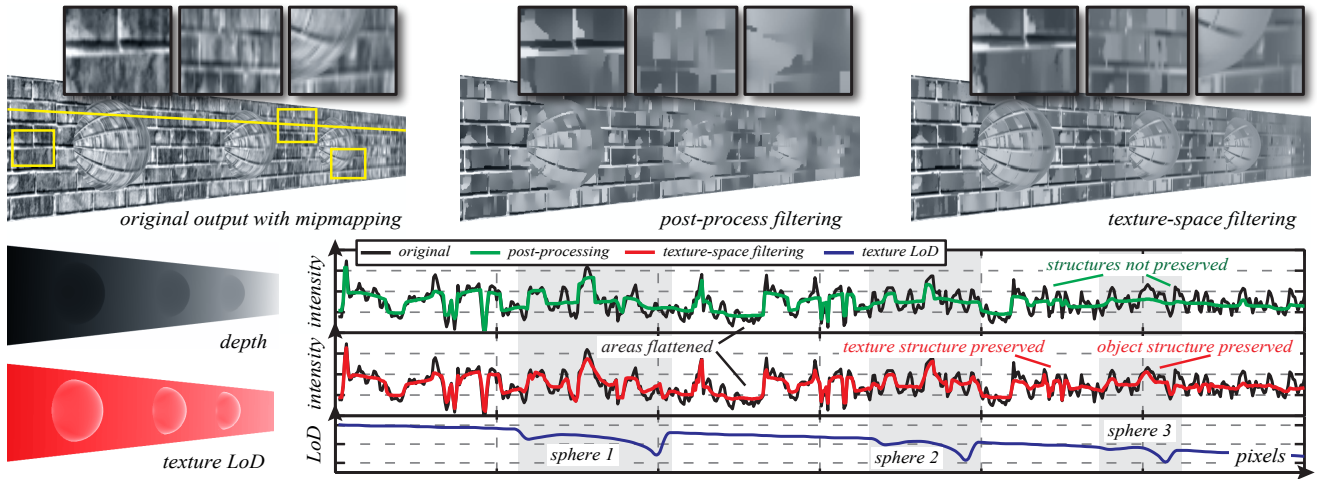 original output with mipmapping
post-process filtering
texture-space filtering
depth
texture LoD
original
post-processing
texture-space filtering
texture LoD
intensity
structures not preserved
areas flattened
intensity
texture structure preserved
object structure preserved
LoD
sphere 1
sphere 2
sphere 3
pixels